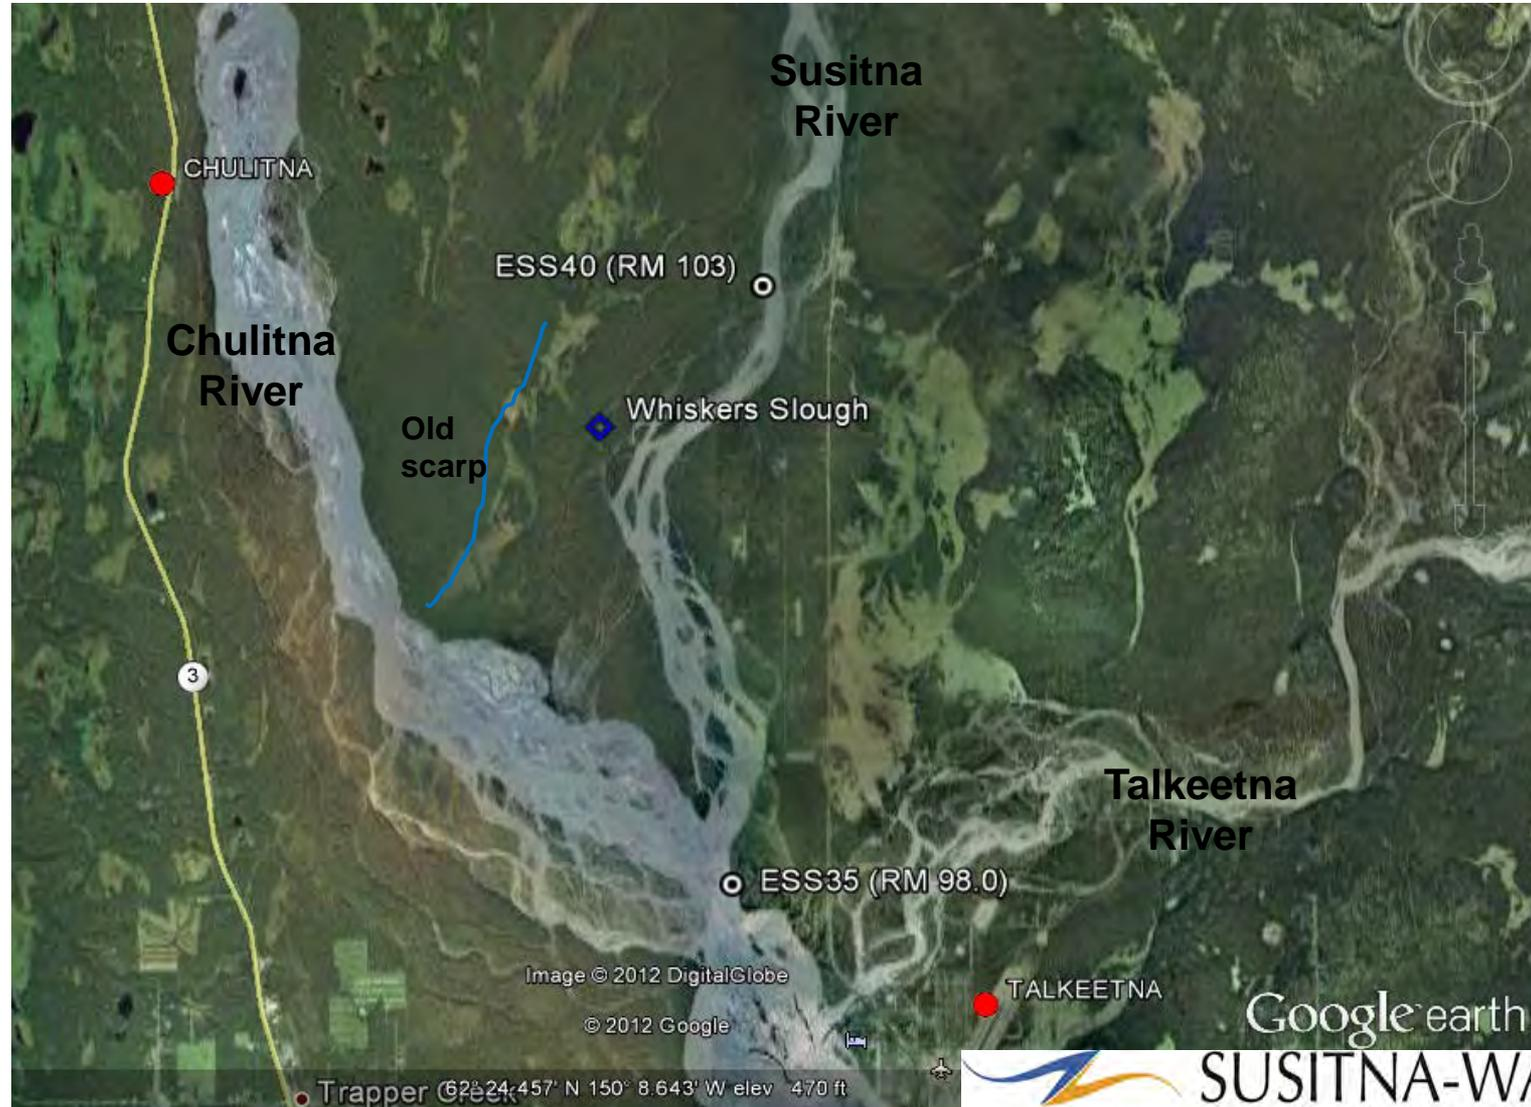 Susitna
River
CHULITNA
ESS40 (RM 103)
Chulitna
River
Whiskers Slough
Old
scarp
3
Talkeetna
River
ESS35 (RM 98.0)
Image © 2012 DigitalGlobe
TALKEETNA
© 2012 Google
Google earth
Trapper Creek
62° 24.457' N 150° 8.643' W elev 470 ft
SUSITNA-WA